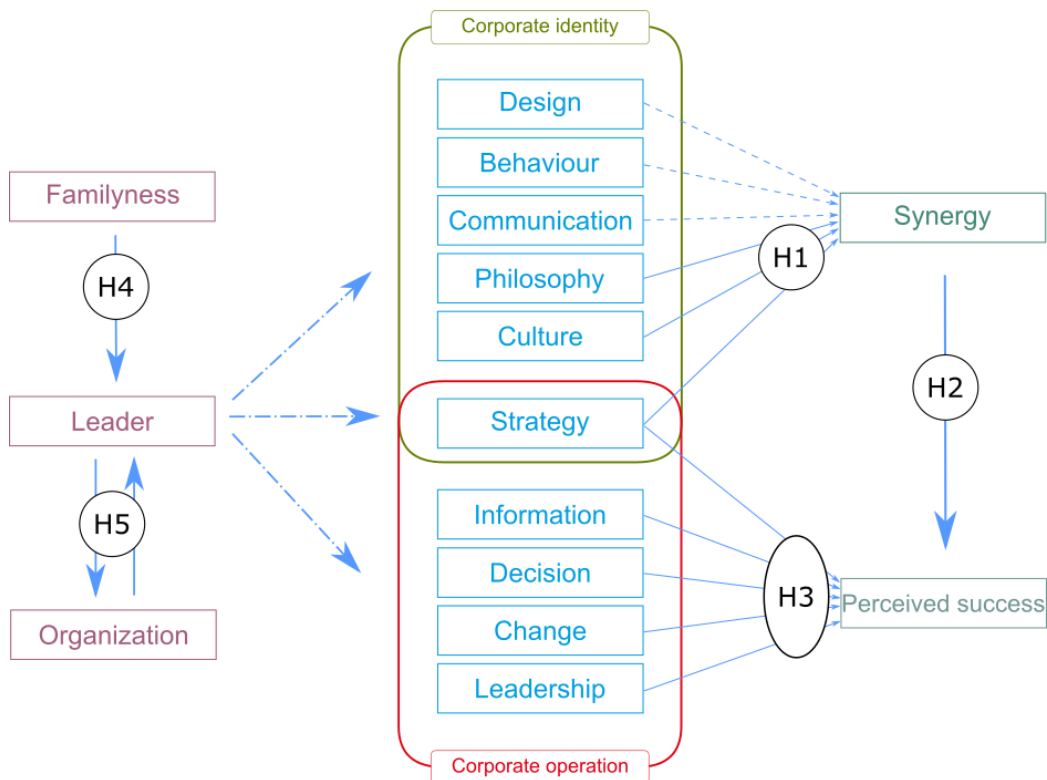 Corporate identity
Design
Behaviour
Familyness
Communication
Synergy
H1
Philosophy
H4
Culture
H2
Leader
Strategy
H5
Information
Decision
H3
Perceived success
Organization
Change
Leadership
Corporate operation